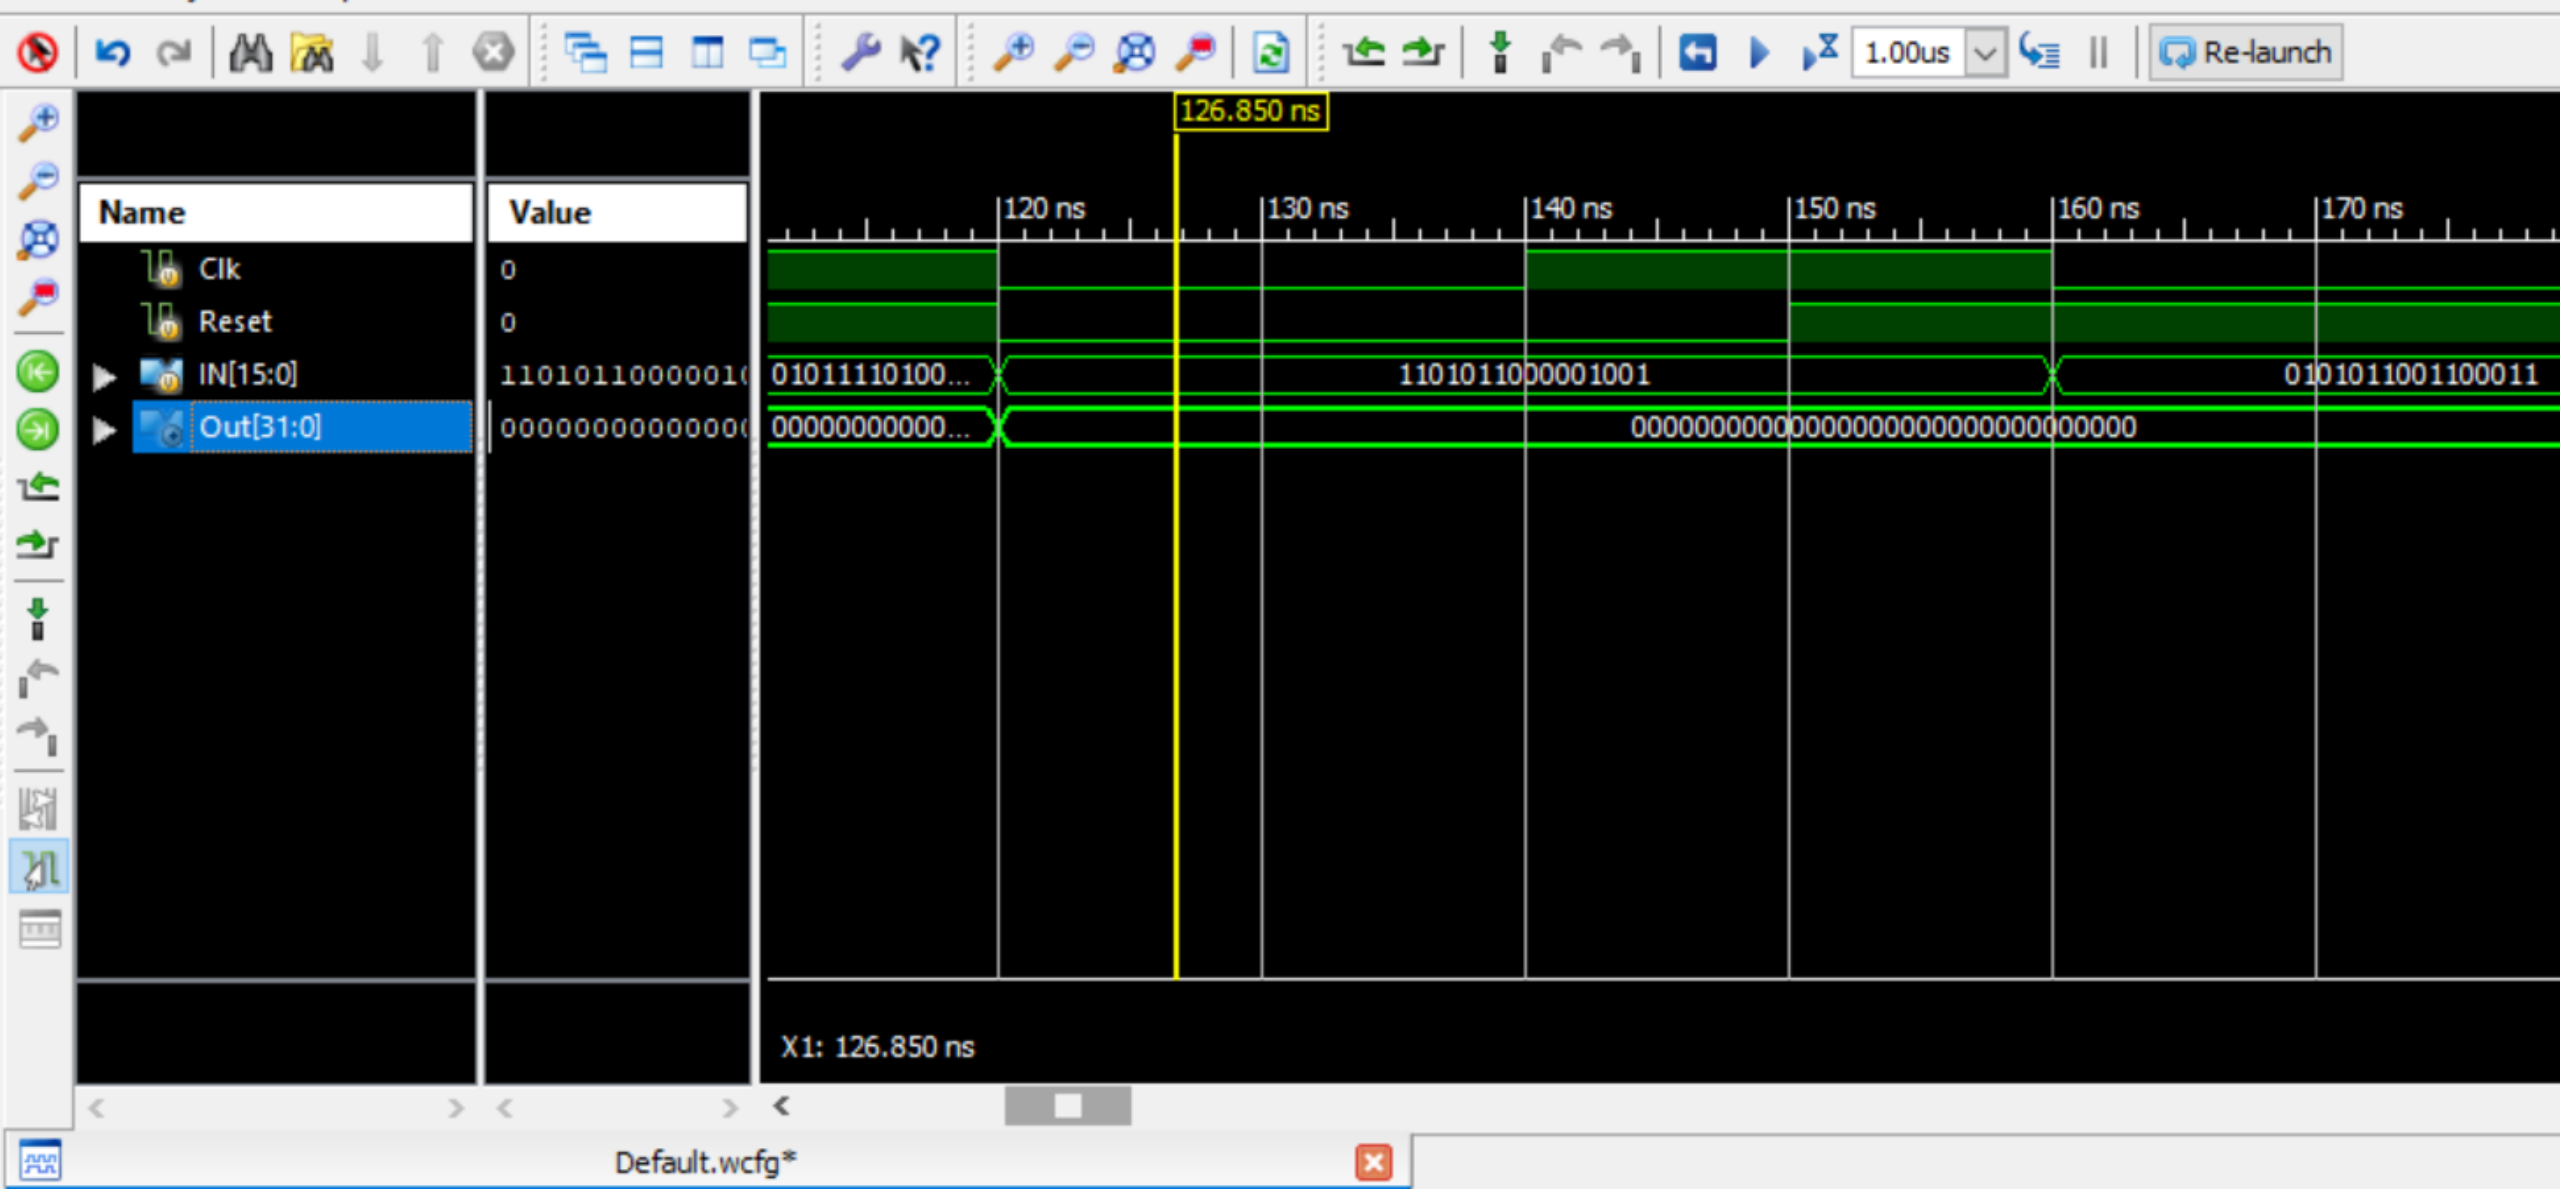 1.00us
Re-launch
126.850 ns
Name
Value
120 ns
130 ns
140 ns
150 ns
160 ns
170 ns
Clk
0
Reset
0
IN[15:0]
1101011000001
01011110100...
1101011000001001
0101011001100011
Out[31:0]
0000000000000
00000000000...
00000000000000000000000000000000
X1: 126.850 ns
Default.wcfg*